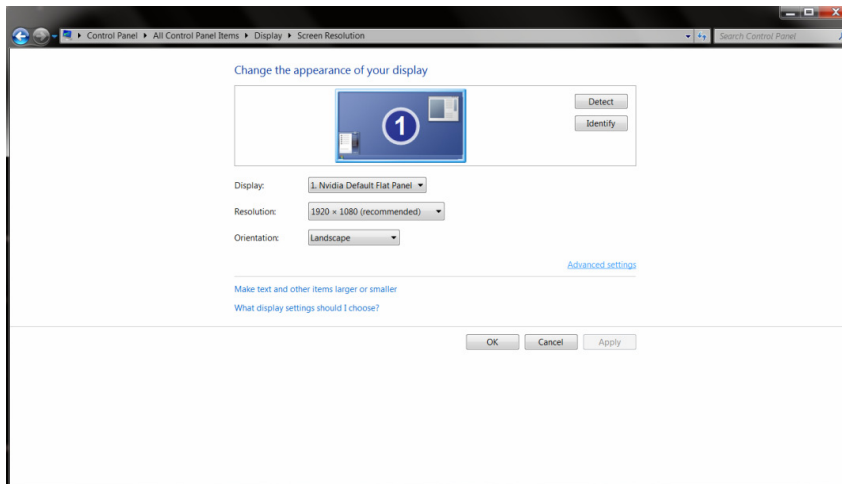 Control Panel ▸ All Control Panel Items ▸ Display ▸ Screen Resolution
Search Control Panel
Change the appearance of your display
1
Detect
Identify
Display: 1. Nvidia Default Flat Panel
Resolution: 1920 × 1080 (recommended)
Orientation: Landscape
Advanced settings
Make text and other items larger or smaller
What display settings should I choose?
OK Cancel Apply